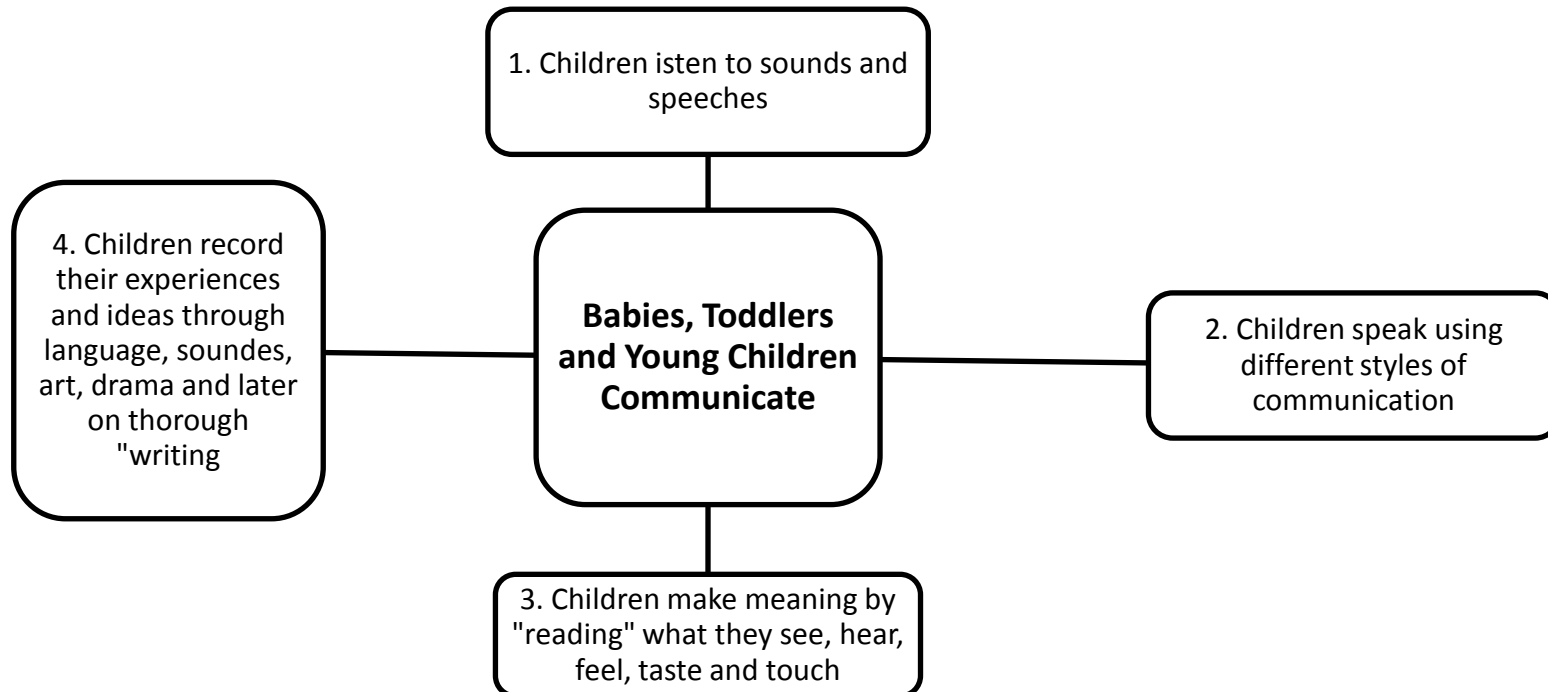 1. Children isten to sounds and
speeches
4. Children record
their experiences
and ideas through
language, soundes,
art, drama and later
on thorough
"writing
Babies, Toddlers
and Young Children
Communicate
2. Children speak using
different styles of
communication
3. Children make meaning by
"reading" what they see, hear,
feel, taste and touch